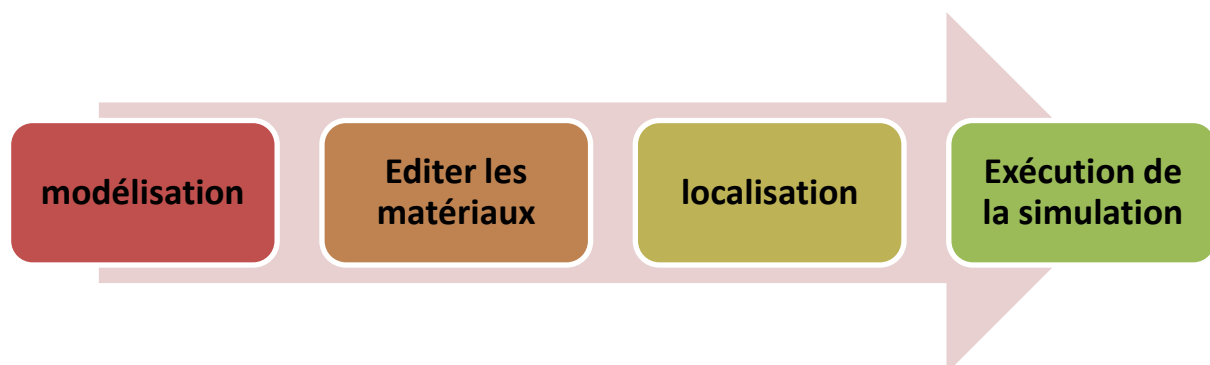 modélisation
Editer les
matériaux
localisation
Exécution de
la simulation